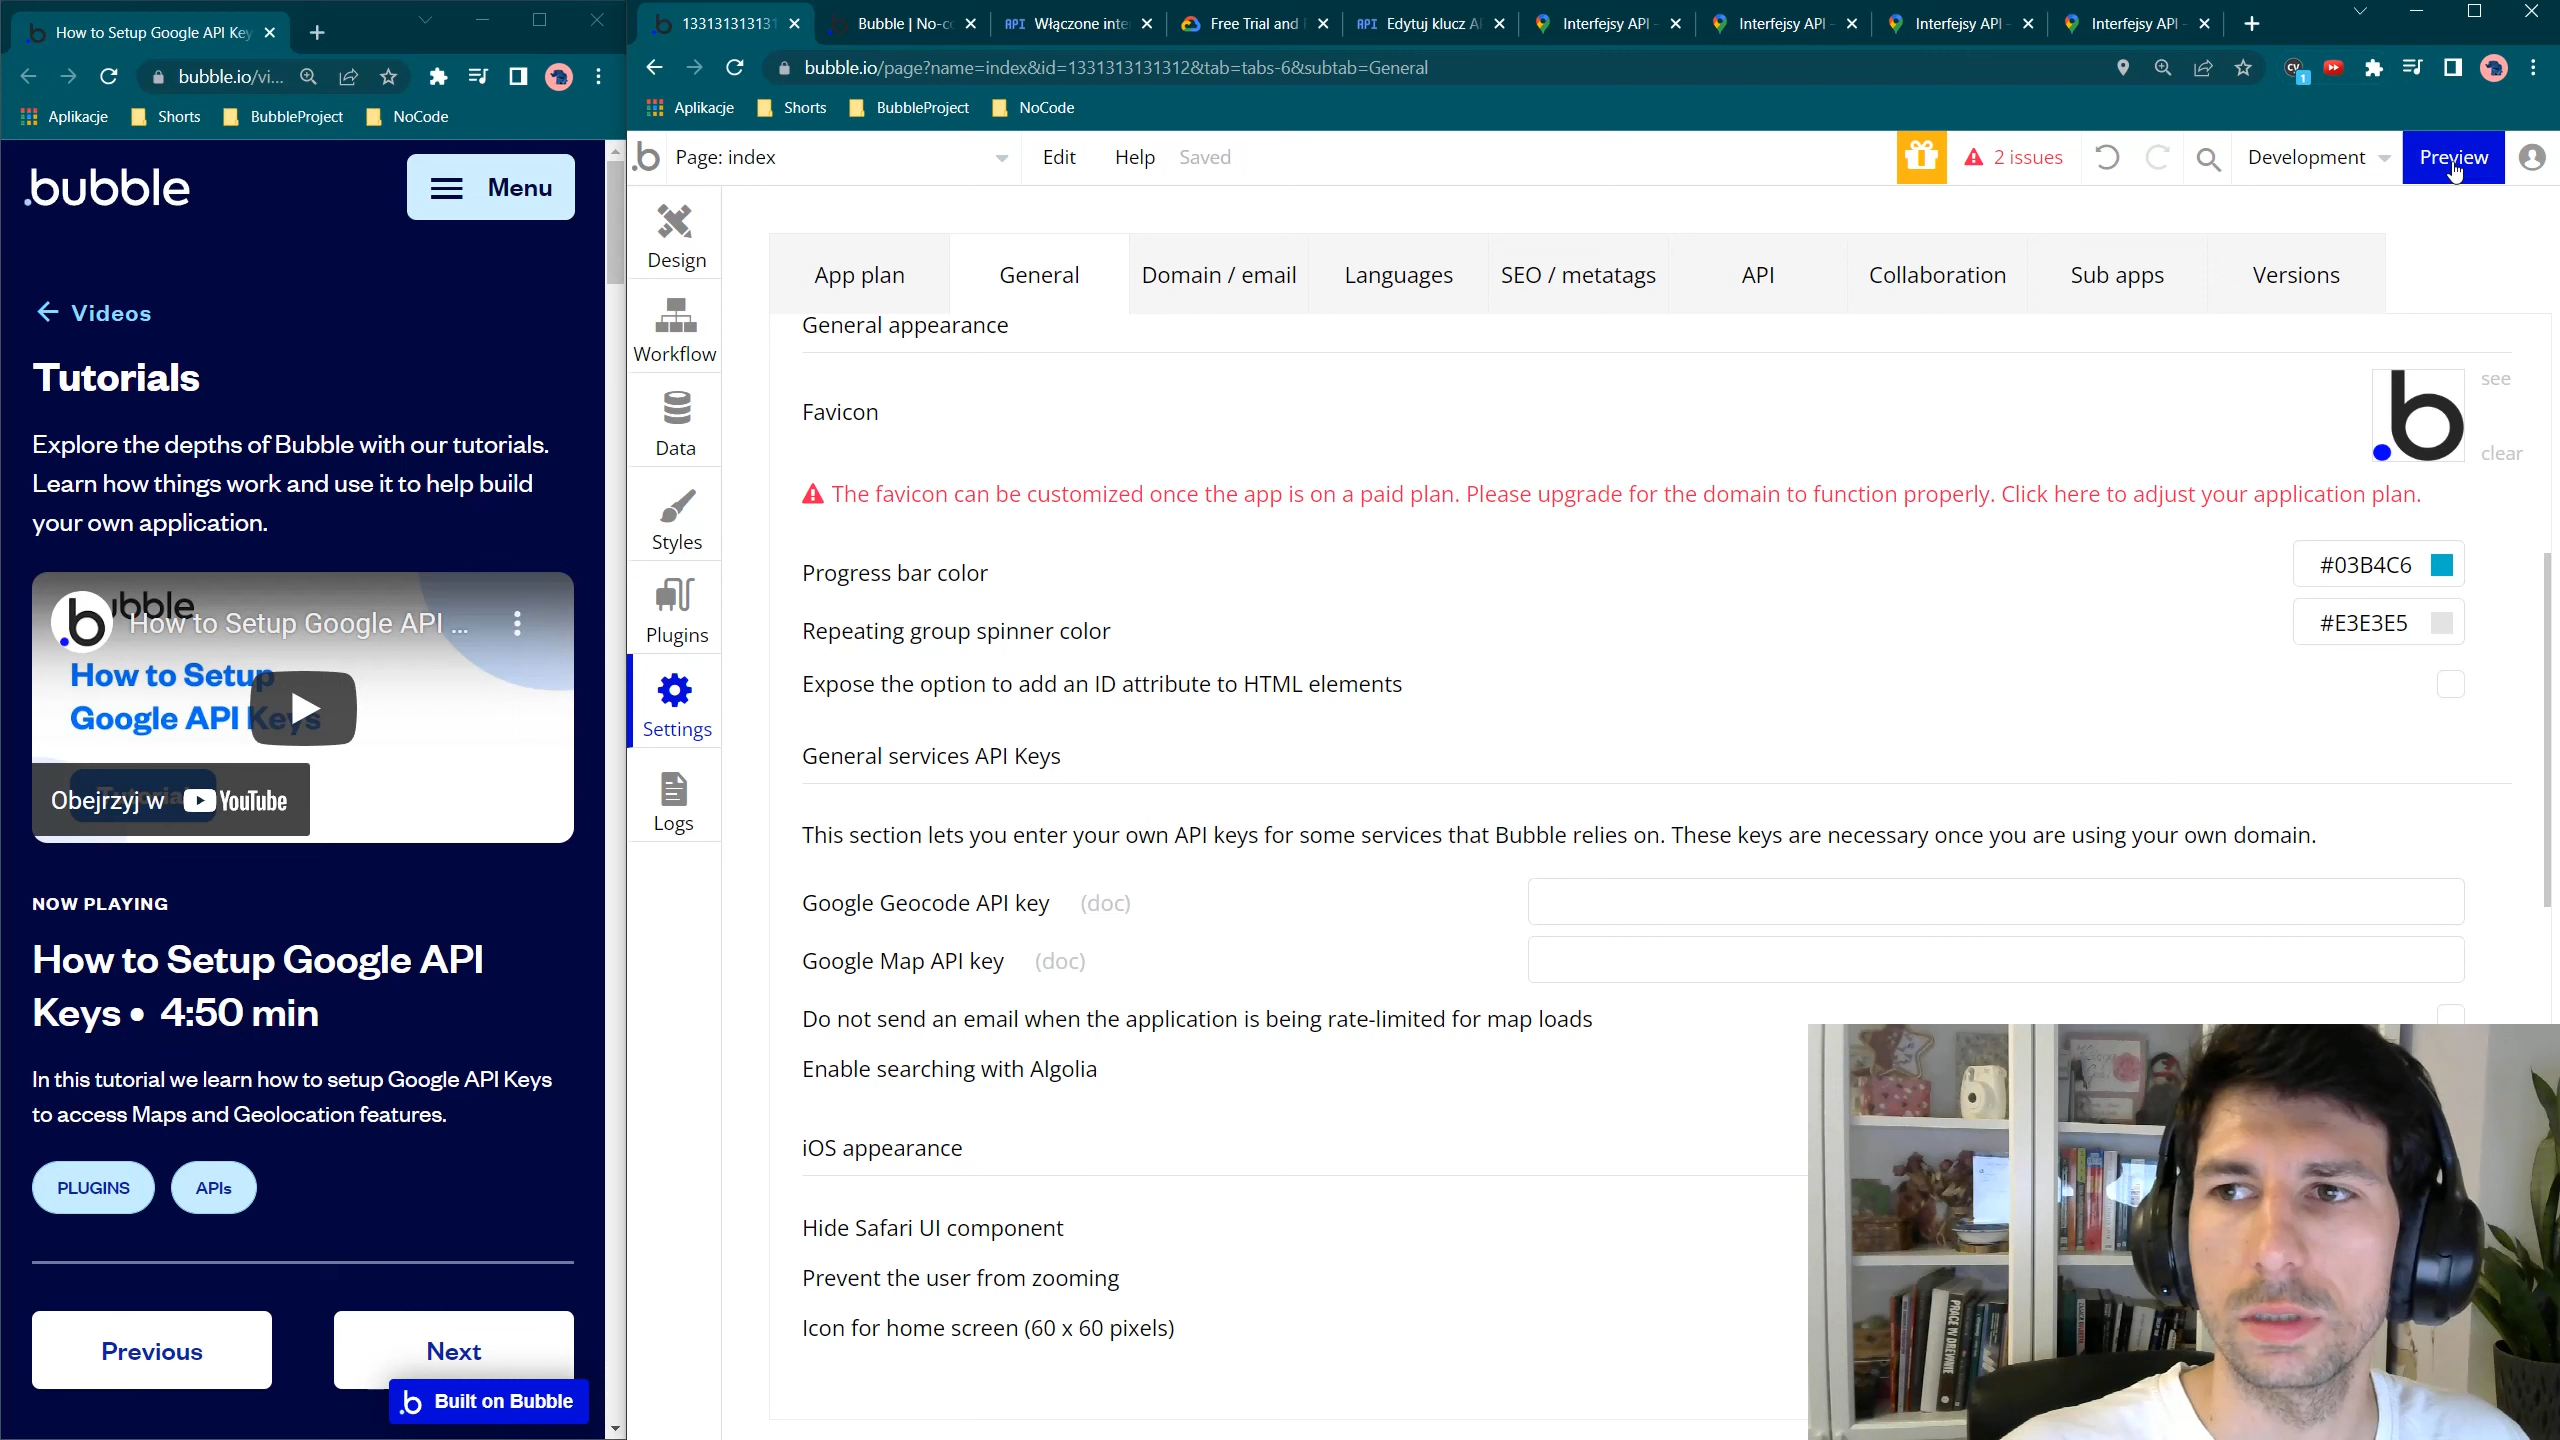 How to Setup Google API Key
bubble.io/vi...
Aplikacje
Shorts
BubbleProject
NoCode
.bubble
Menu
Videos
Tutorials
Explore the depths of Bubble with our tutorials.
Learn how things work and use it to help build
your own application.
How to Setup Google API ...
How to Setup
Google API Keys
Obejrzyj w YouTube
NOW PLAYING
How to Setup Google API
Keys • 4:50 min
In this tutorial we learn how to setup Google API Keys
to access Maps and Geolocation features.
PLUGINS
APIs
Previous
Next
Built on Bubble
133131313131
Bubble | No-co
API Włączone inte
Free Trial and
API Edytuj klucz A
Interfejsy API -
Interfejsy API -
Interfejsy API -
Interfejsy API -
bubble.io/page?name=index&id=1331313131312&tab=tabs-6&subtab=General
Aplikacje
Shorts
BubbleProject
NoCode
Page: index
Edit
Help
Saved
2 issues
Development
Preview
Design
Workflow
Data
Styles
Plugins
Settings
Logs
App plan
General
Domain / email
Languages
SEO / metatags
API
Collaboration
Sub apps
Versions
General appearance
Favicon
see
clear
The favicon can be customized once the app is on a paid plan. Please upgrade for the domain to function properly. Click here to adjust your application plan.
Progress bar color
#03B4C6
Repeating group spinner color
#E3E3E5
Expose the option to add an ID attribute to HTML elements
General services API Keys
This section lets you enter your own API keys for some services that Bubble relies on. These keys are necessary once you are using your own domain.
Google Geocode API key (doc)
Google Map API key (doc)
Do not send an email when the application is being rate-limited for map loads
Enable searching with Algolia
iOS appearance
Hide Safari UI component
Prevent the user from zooming
Icon for home screen (60 x 60 pixels)
PRACE W DREWNIE